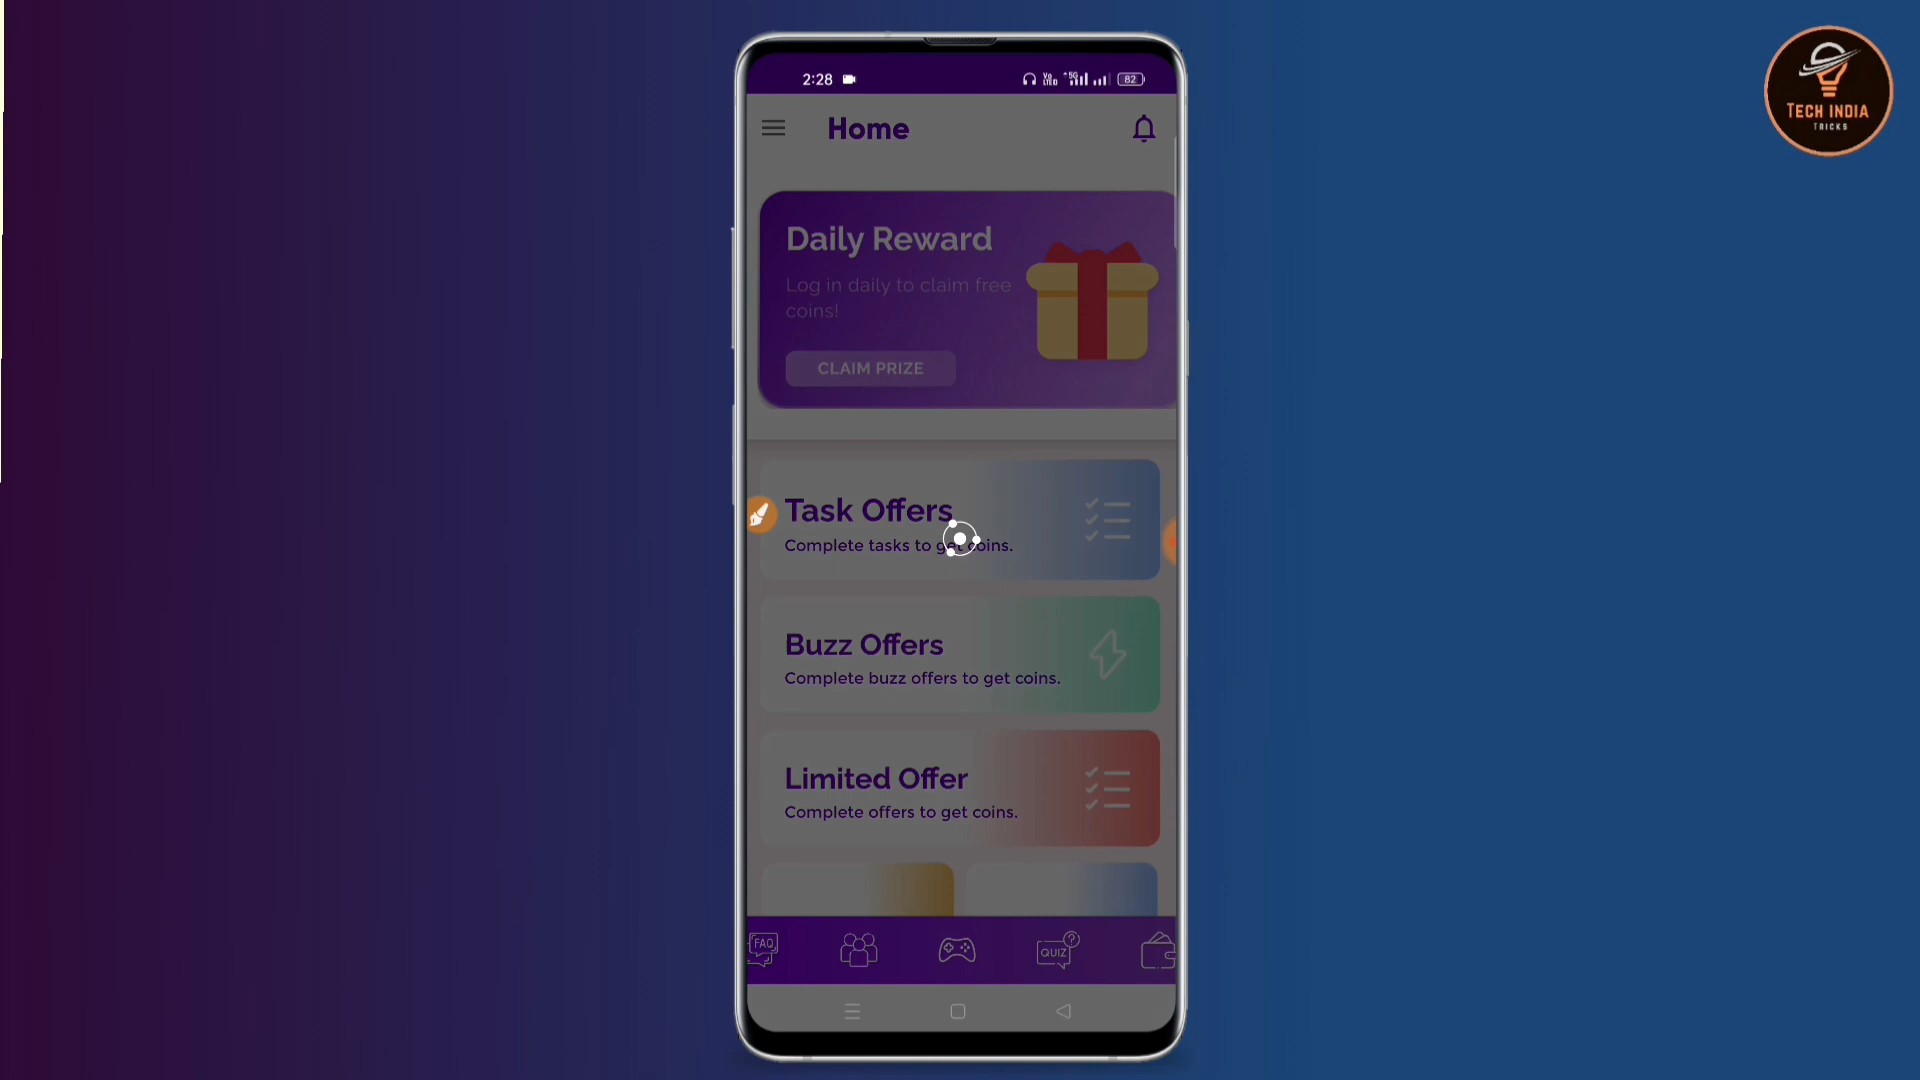 2:28
82
TECH INDIA
TRICKS
Home
Daily Reward
Log in daily to claim free
coins!
CLAIM PRIZE
Task Offers
Complete tasks to get coins.
Buzz Offers
Complete buzz offers to get coins.
Limited Offer
Complete offers to get coins.
FAQ
QUIZ